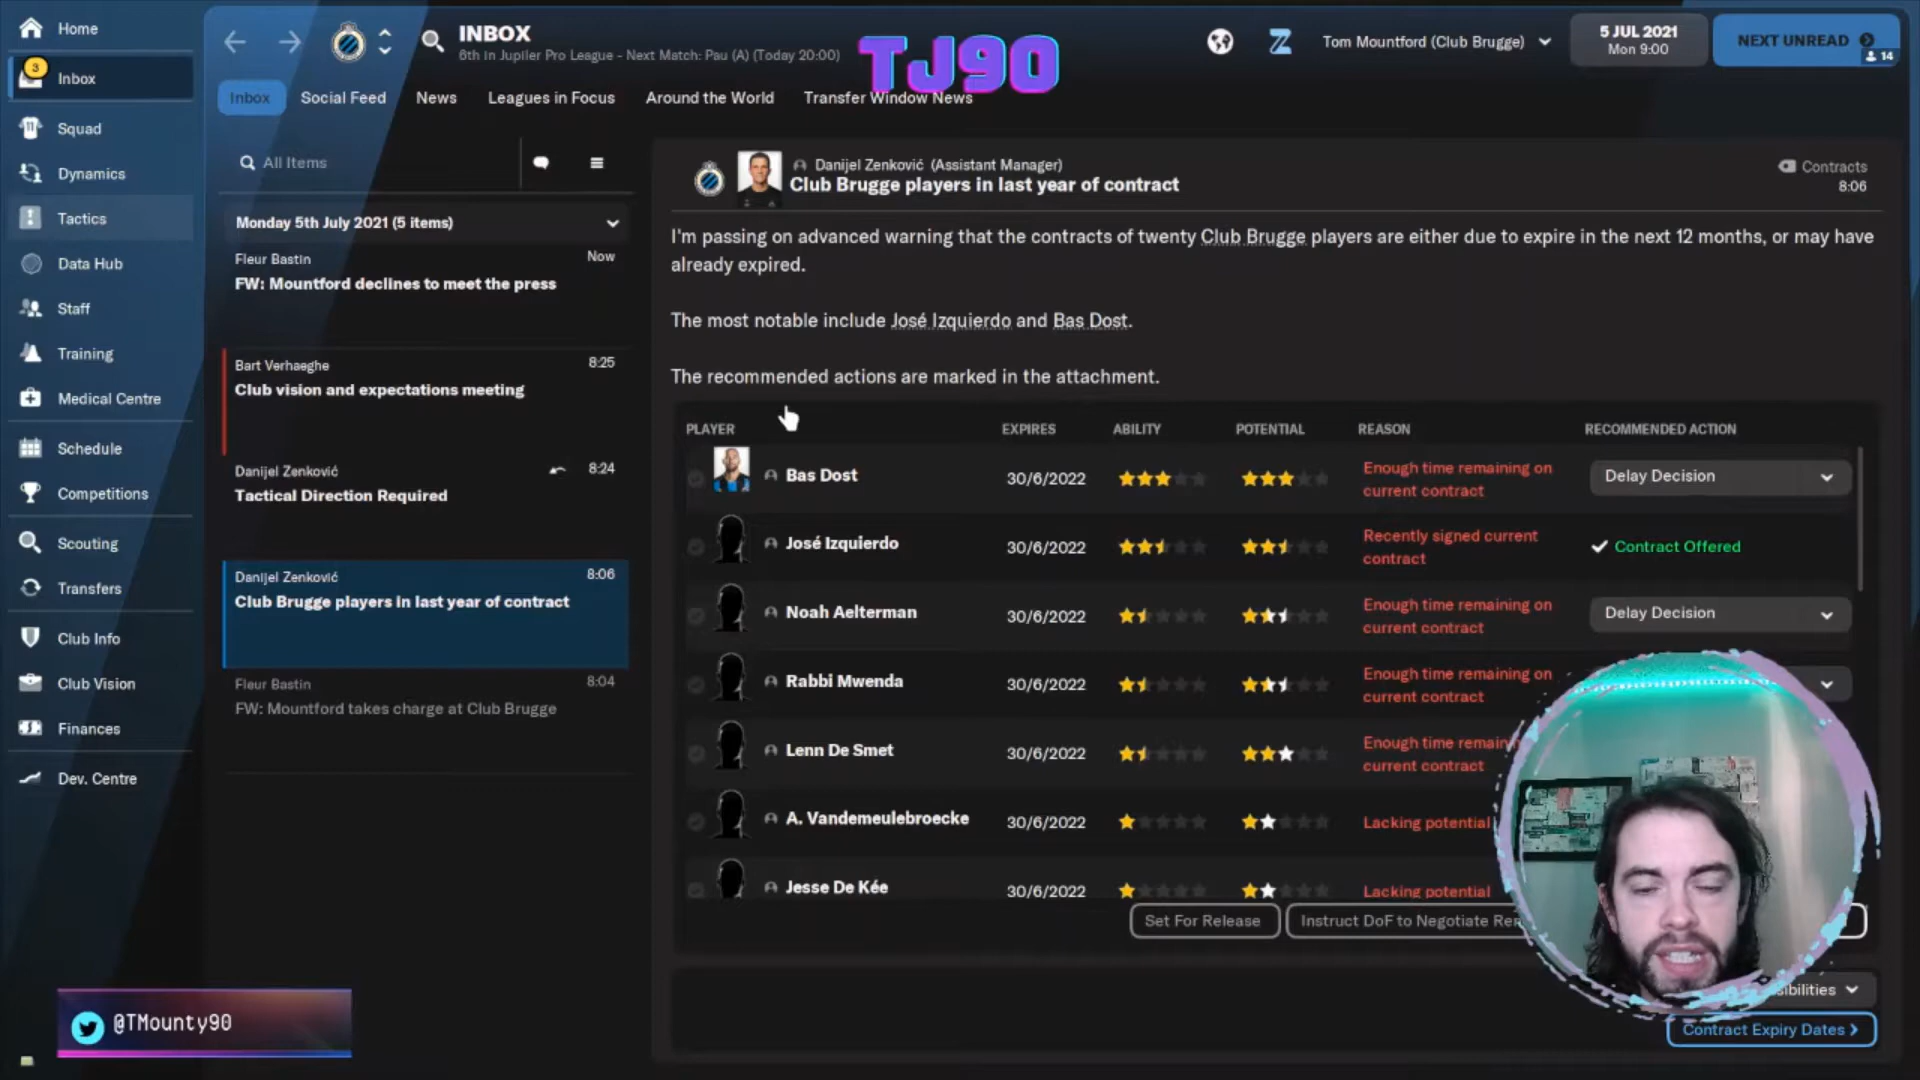 Home
3
Inbox
Squad
Dynamics
Tactics
Data Hub
Staff
Training
Medical Centre
Schedule
Competitions
Scouting
Transfers
Club Info
Club Vision
Finances
Dev. Centre
INBOX
6th in Jupiler Pro League - Next Match: Pau (A) (Today 20:00)
TJ90
Tom Mountford (Club Brugge)
5 JUL 2021
Mon 9:00
NEXT UNREAD
14
Inbox
Social Feed
News
Leagues in Focus
Around the World
Transfer Window News
All Items
Monday 5th July 2021 (5 items)
Fleur Bastin
Now
FW: Mountford declines to meet the press
Bart Verhaeghe
8:25
Club vision and expectations meeting
Danijel Zenković
8:24
Tactical Direction Required
Danijel Zenković
8:06
Club Brugge players in last year of contract
Fleur Bastin
8:04
FW: Mountford takes charge at Club Brugge
@TMounty90
Danijel Zenković (Assistant Manager)
Club Brugge players in last year of contract
Contracts
8:06
I'm passing on advanced warning that the contracts of twenty Club Brugge players are either due to expire in the next 12 months, or may have
already expired.
The most notable include José Izquierdo and Bas Dost.
The recommended actions are marked in the attachment.
PLAYER EXPIRES ABILITY POTENTIAL REASON RECOMMENDED ACTION
Bas Dost 30/6/2022 Enough time remaining on
current contract
Delay Decision
José Izquierdo 30/6/2022 Recently signed current
contract
Contract Offered
Noah Aelterman 30/6/2022 Enough time remaining on
current contract
Delay Decision
Rabbi Mwenda 30/6/2022 Enough time remaining on
current contract
Lenn De Smet 30/6/2022 Enough time
current contract
A. Vandemeulebroecke 30/6/2022 Lacking potential
Jesse De Kée 30/6/2022 Lacking potential
Set For Release
Instruct DoF to Negotiate
Contract Expiry Dates